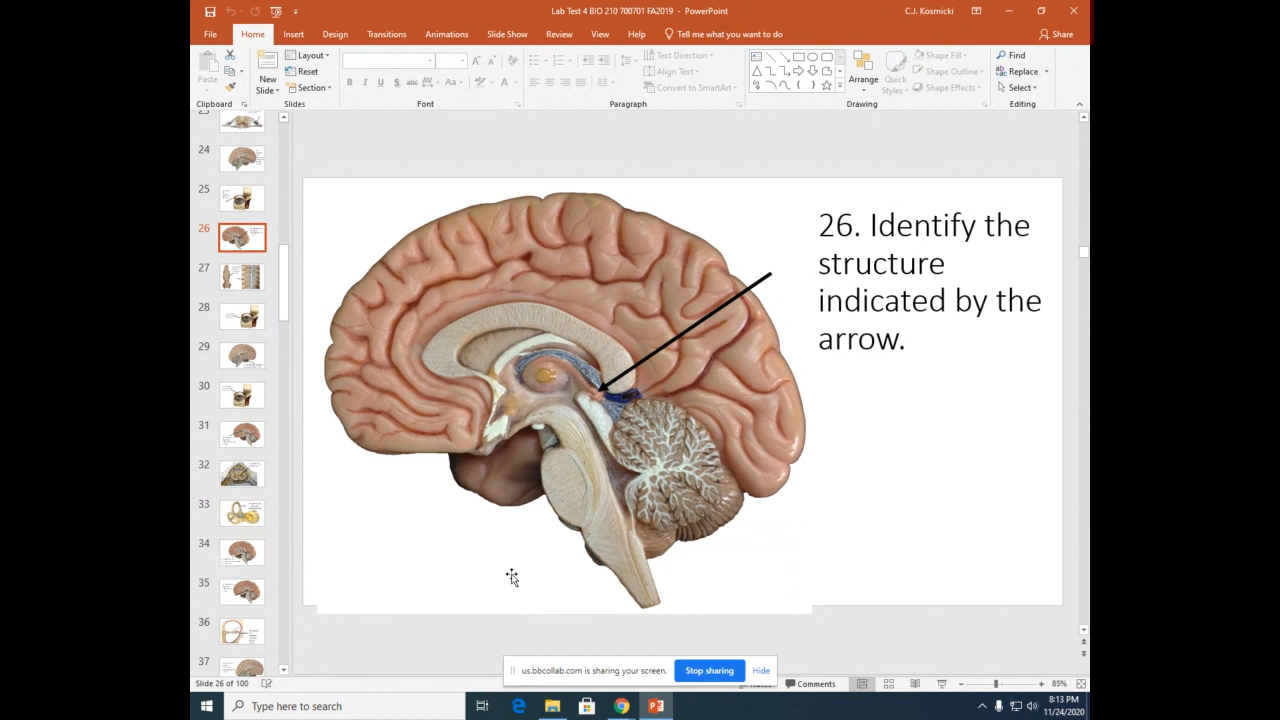 Lab Test 4 BIO 210 700701 FA2019 - PowerPoint
C.J. Kosmicki
File Home Insert Design Transitions Animations Slide Show Review View Help Tell me what you want to do Share
Paste
Clipboard
New Slide
Layout
Reset
Section
Slides
B I U S abc AV Aa A
Font
Text Direction
Align Text
Convert to SmartArt
Paragraph
Arrange
Quick Styles
Shape Fill
Shape Outline
Shape Effects
Drawing
Find
Replace
Select
Editing
23
24
25
26
27
28
29
30
31
32
33
34
35
36
37
26. Identify the
structure
indicated by the
arrow.
us.bbcollab.com is sharing your screen. Stop sharing Hide
Slide 26 of 100
Comments
85%
Type here to search
8:13 PM
11/24/2020